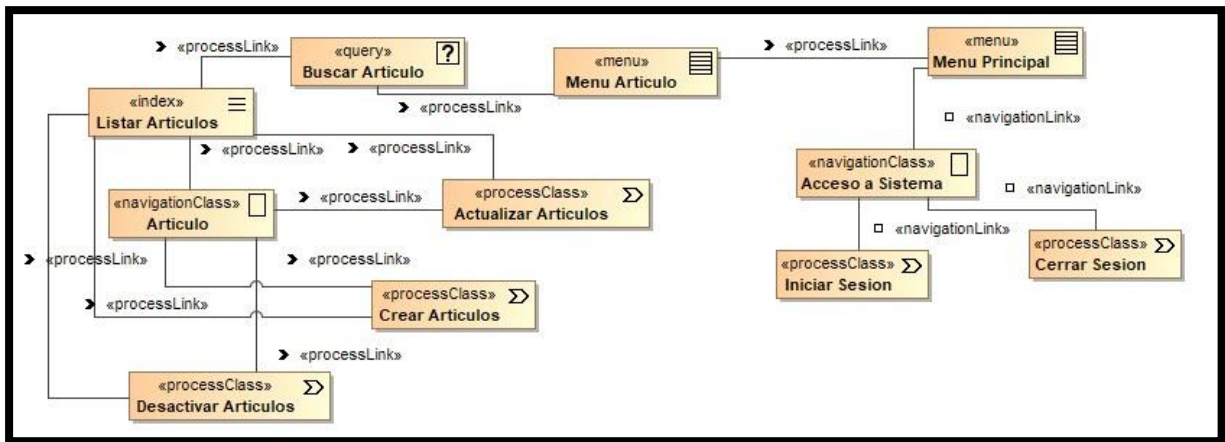 «processLink»
«query»
Buscar Articulo
?
«menu»
Menu Articulo
«processLink»
«menu»
Menu Principal
«processLink»
«index»
Listar Articulos
«navigationLink»
«processLink»
«processLink»
«navigationClass»
Acceso a Sistema
«navigationLink»
«navigationClass»
Articulo
«processLink»
«processClass»
Actualizar Articulos
«navigationLink»
«processClass»
Cerrar Sesion
«processLink»
«processLink»
«processClass»
Iniciar Sesion
«processLink»
«processClass»
Crear Articulos
«processLink»
«processClass»
Desactivar Articulos